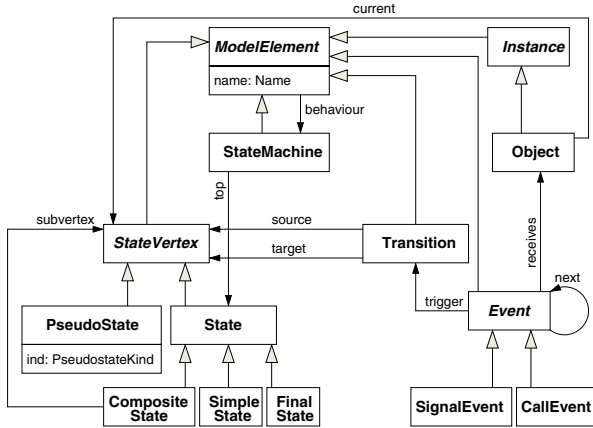 current
ModelElement
Instance
name: Name
behaviour
StateMachine
Object
top
subvertex
source
receives
StateVertex
Transition
target
next
trigger
PseudoState
State
Event
ind: PseudostateKind
Composite
State
Simple
State
Final
State
SignalEvent
CallEvent